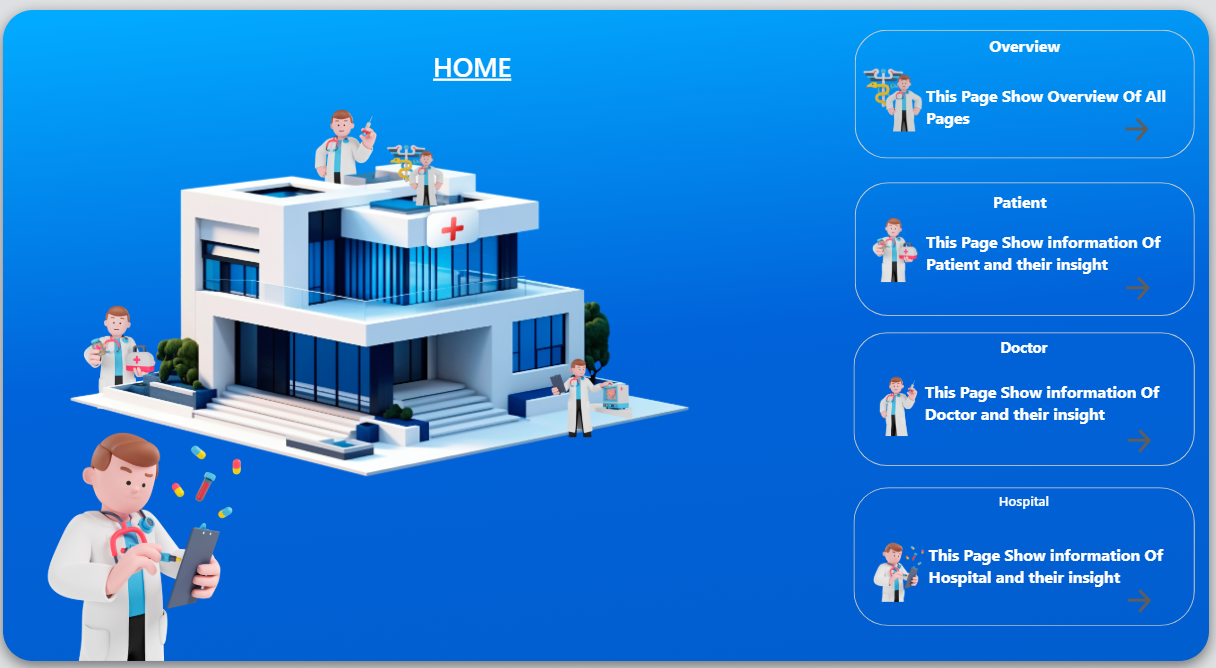 HOME
Overview
This Page Show Overview Of All
Pages
Patient
This Page Show information Of
Patient and their insight
Doctor
This Page Show information Of
Doctor and their insight
Hospital
This Page Show information Of
Hospital and their insight